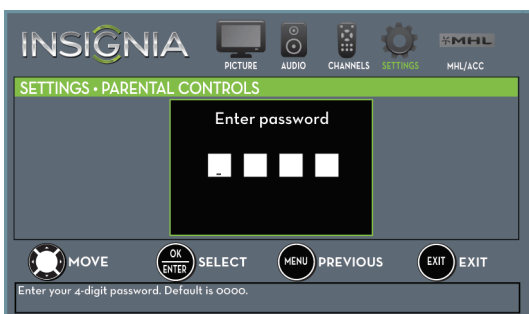 INSIGNIA
PICTURE AUDIO CHANNELS SETTINGS MHL MHL/ACC
SETTINGS • PARENTAL CONTROLS
Enter password
MOVE OK ENTER SELECT MENU PREVIOUS EXIT EXIT
Enter your 4-digit password. Default is 0000.